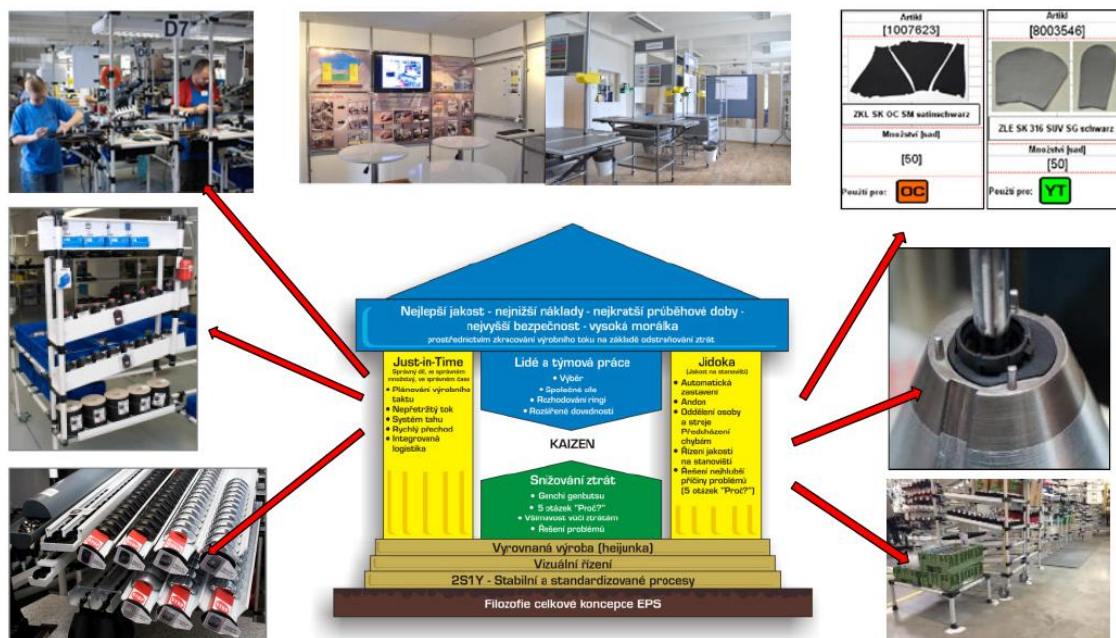 D7
Artikl
[1007623]
ZKL SK OC SM satinschwarz
Množství [sad]
[50]
Použtí pro:
OC
Artikl
[8003546]
ZLE SK 316 SUV SG schwarz
Množství [sad]
[50]
Použtí pro:
YT
Nejlepší jakost - nejnižší náklady - nejkratší průběhové doby -
nejvyšší bezpečnost - vysoká morálka
prostřednictvím zkracování výrobního toku na základě odstraňování ztrát
Just-in-Time
Správný díl, ve správném
množství, ve správném čase
• Plánování výrobního
taktu
• Nepřetržitý tok
• Systém tahu
• Rychlý přechod
• Integrovaná
logistika
Lidé a týmová práce
• Výběr
• Společné cíle
• Rozhodování ringi
• Rozšířené dovednosti
KAIZEN
Snižování ztrát
• Genchi genbutsu
• 5 otázek "Proč?"
• Všímavost vůči ztrátám
• Řešení problémů
Jidoka
(Jakost na stanovišti)
• Automatická
zastavení
• Andon
• Oddělení osoby
a stroje
Předcházení
chybám
• Řízení jakosti
na stanovišti
• Řešení nejhlubší
příčiny problémů
(5 otázek "Proč?")
Vyrovnaná výroba (heijunka)
Vizuální řízení
2S1Y - Stabilní a standardizované procesy
Filozofie celkové koncepce EPS